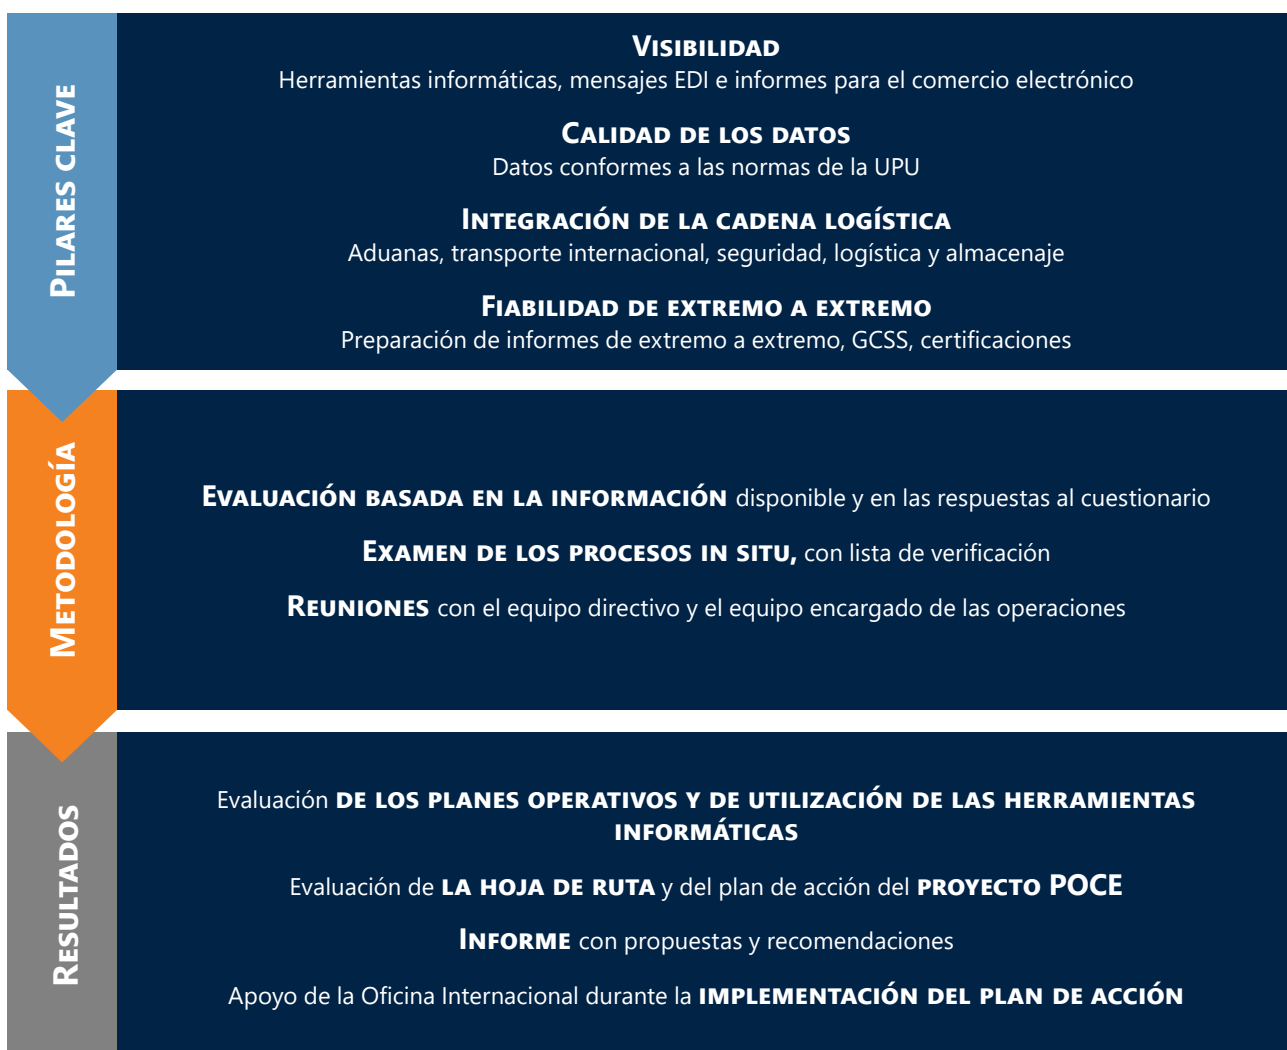 Pilares clave
Visibilidad
Herramientas informáticas, mensajes EDI e informes para el comercio electrónico
Calidad de los datos
Datos conformes a las normas de la UPU
Integración de la cadena logística
Aduanas, transporte internacional, seguridad, logística y almacenaje
Fiabilidad de extremo a extremo
Preparación de informes de extremo a extremo, GCSS, certificaciones
Metodología
Evaluación basada en la información disponible y en las respuestas al cuestionario
Examen de los procesos in situ, con lista de verificación
Reuniones con el equipo directivo y el equipo encargado de las operaciones
Resultados
Evaluación de los planes operativos y de utilización de las herramientas
informáticas
Evaluación de la hoja de ruta y del plan de acción del proyecto POCE
Informe con propuestas y recomendaciones
Apoyo de la Oficina Internacional durante la implementación del plan de acción